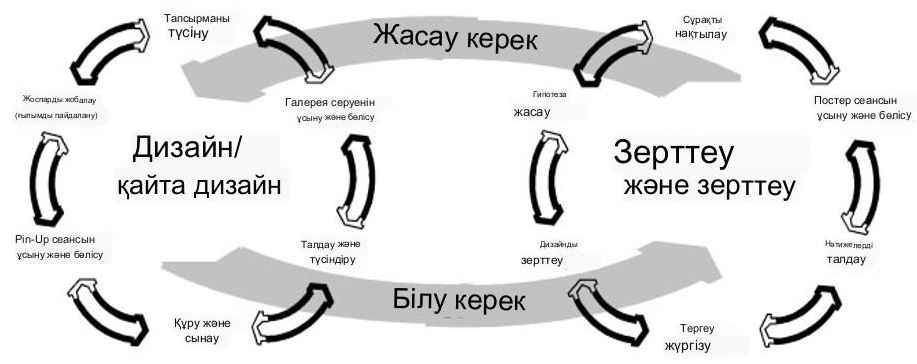 Жасау керек
Тапсырманы
түсіну
Жоспарды жобалау
(ғылымды пайдалану)
Галерея серуенін
ұсыну және бөлісу
Дизайн/
қайта дизайн
Pin-Up сеансын
ұсыну және бөлісу
Талдау және
түсіндіру
Құру және
сынау
Сұрақты
нақтылау
Гипотеза
жасау
Постер сеансын
ұсыну және бөлісу
Зерттеу
және зерттеу
Дизайнды
зерттеу
Нәтижелерді
талдау
Тергеу
жүргізу
Білу керек